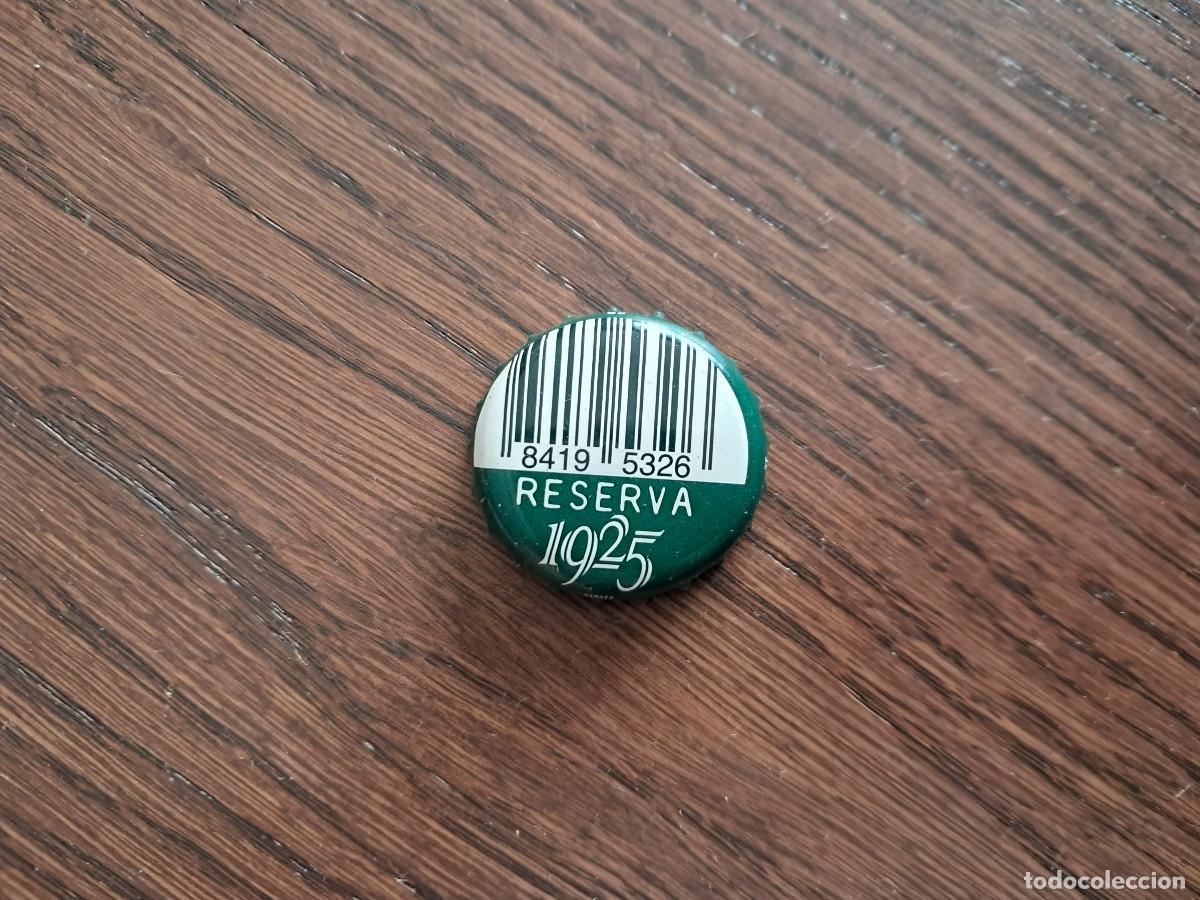 8419 5326
RESERVA
1925
todocoleccion